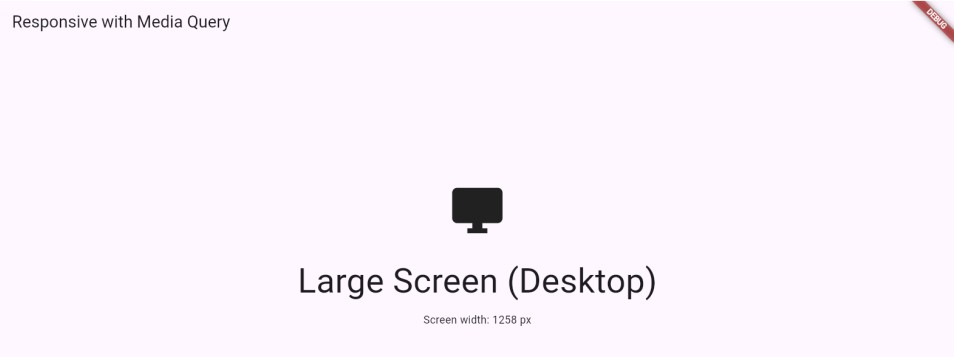 Responsive with Media Query
DEBUG
Large Screen (Desktop)
Screen width: 1258 px